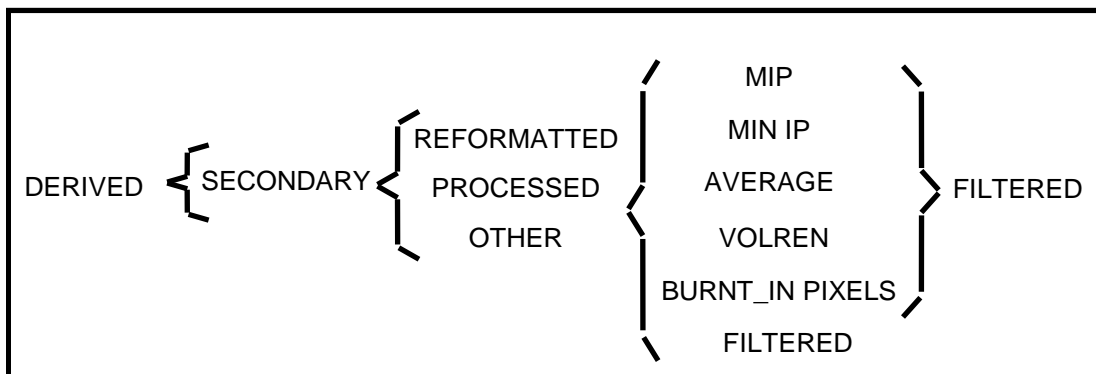 DERIVED
SECONDARY
REFORMATTED
PROCESSED
OTHER
MIP
MIN IP
AVERAGE
VOLREN
BURNT_IN PIXELS
FILTERED
FILTERED